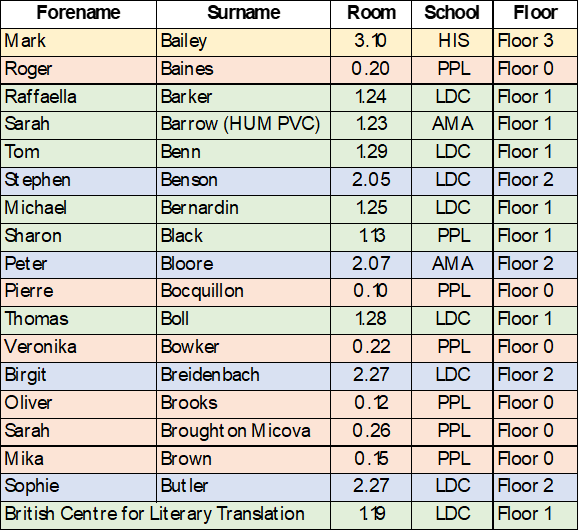 Forename Surname Room School Floor
Mark Bailey 3.10 HIS Floor 3
Roger Baines 0.20 PPL Floor 0
Raffaella Barker 1.24 LDC Floor 1
Sarah Barrow (HUM PVC) 1.23 AMA Floor 1
Tom Benn 1.29 LDC Floor 1
Stephen Benson 2.05 LDC Floor 2
Michael Bernardin 1.25 LDC Floor 1
Sharon Black 1.13 PPL Floor 1
Peter Bloore 2.07 AMA Floor 2
Pierre Bocquillon 0.10 PPL Floor 0
Thomas Boll 1.28 LDC Floor 1
Veronika Bowker 0.22 PPL Floor 0
Birgit Breidenbach 2.27 LDC Floor 2
Oliver Brooks 0.12 PPL Floor 0
Sarah Broughton Micova 0.26 PPL Floor 0
Mika Brown 0.15 PPL Floor 0
Sophie Butler 2.27 LDC Floor 2
British Centre for Literary Translation 1.19 LDC Floor 1